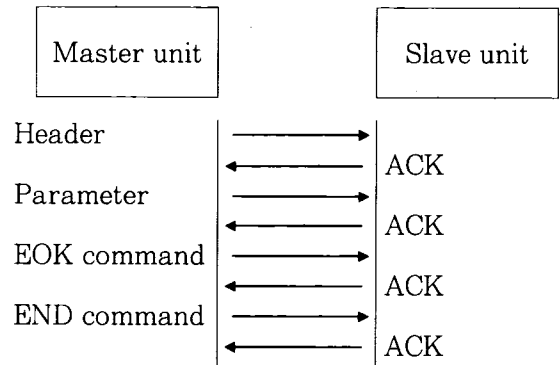 Master unit
Slave unit
Header
ACK
Parameter
ACK
EOK command
ACK
END command
ACK